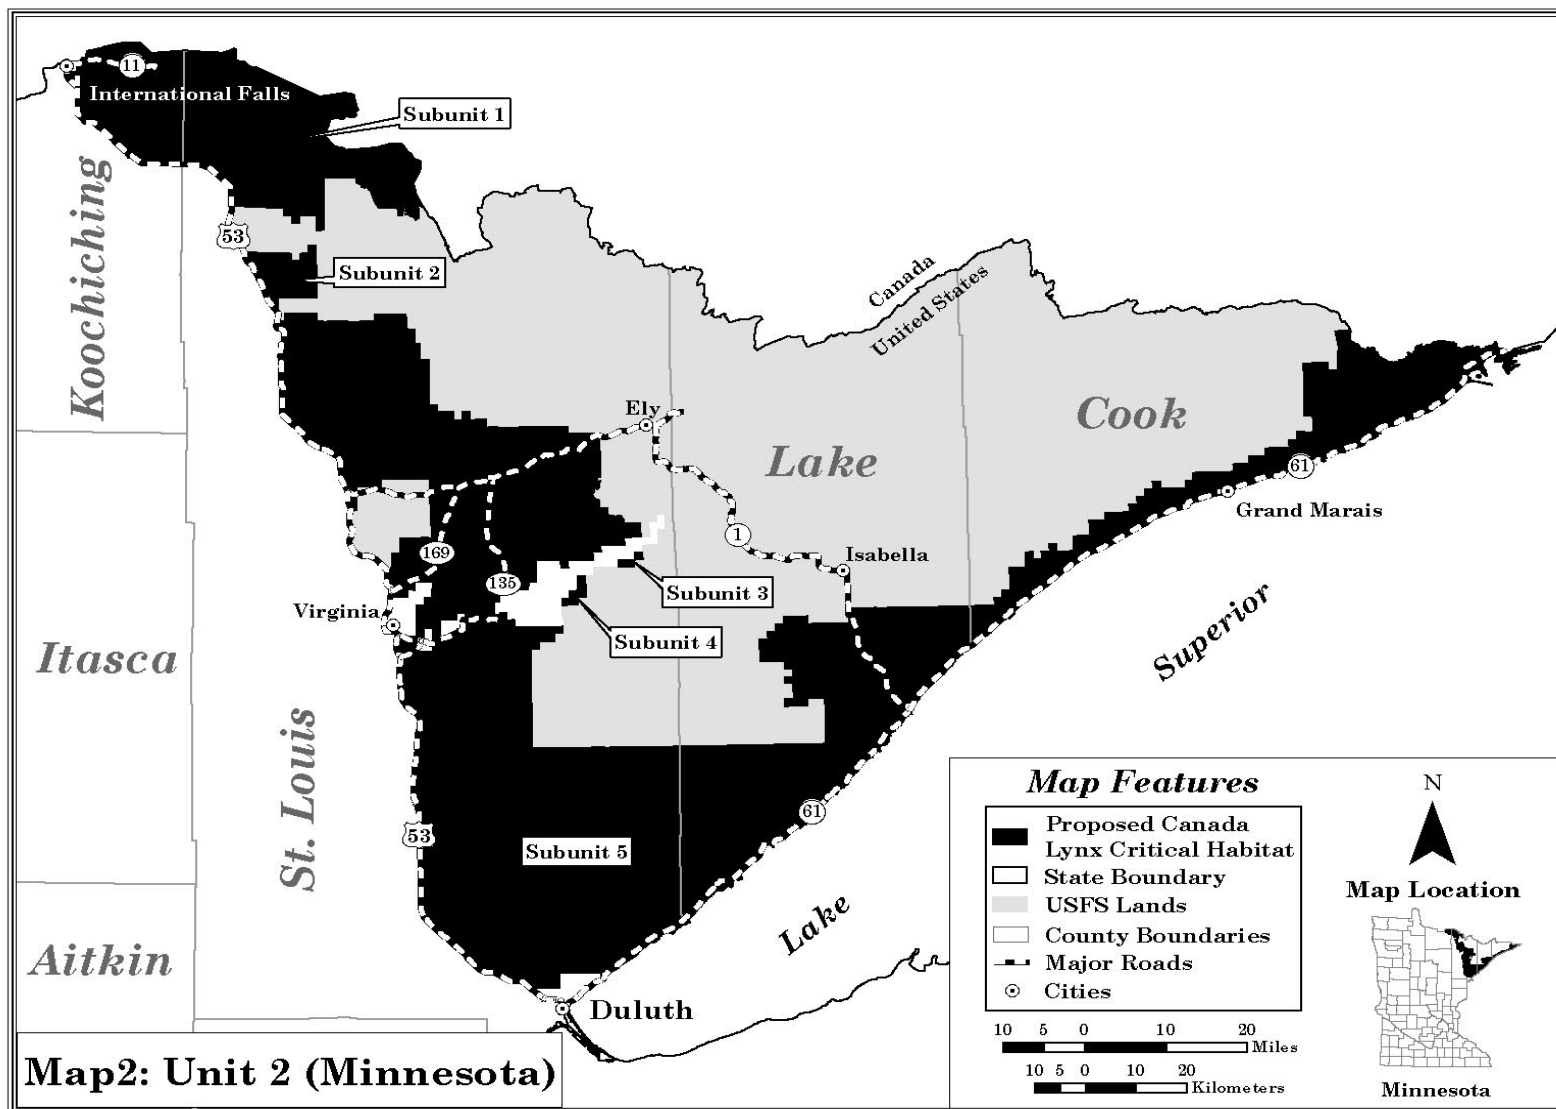 11
International Falls
Subunit 1
Koochiching
53
Subunit 2
Canada
United States
Ely
Cook
Lake
61
Grand Marais
1
Isabella
169
135
Subunit 3
Virginia
Subunit 4
Superior
Itasca
St. Louis
61
53
Subunit 5
Lake
Aitkin
Duluth
Map2: Unit 2 (Minnesota)
Map Features
Proposed Canada
Lynx Critical Habitat
State Boundary
USFS Lands
County Boundaries
Major Roads
Cities
10 5 0 10 20
Miles
10 5 0 10 20
Kilometers
N
Map Location
Minnesota